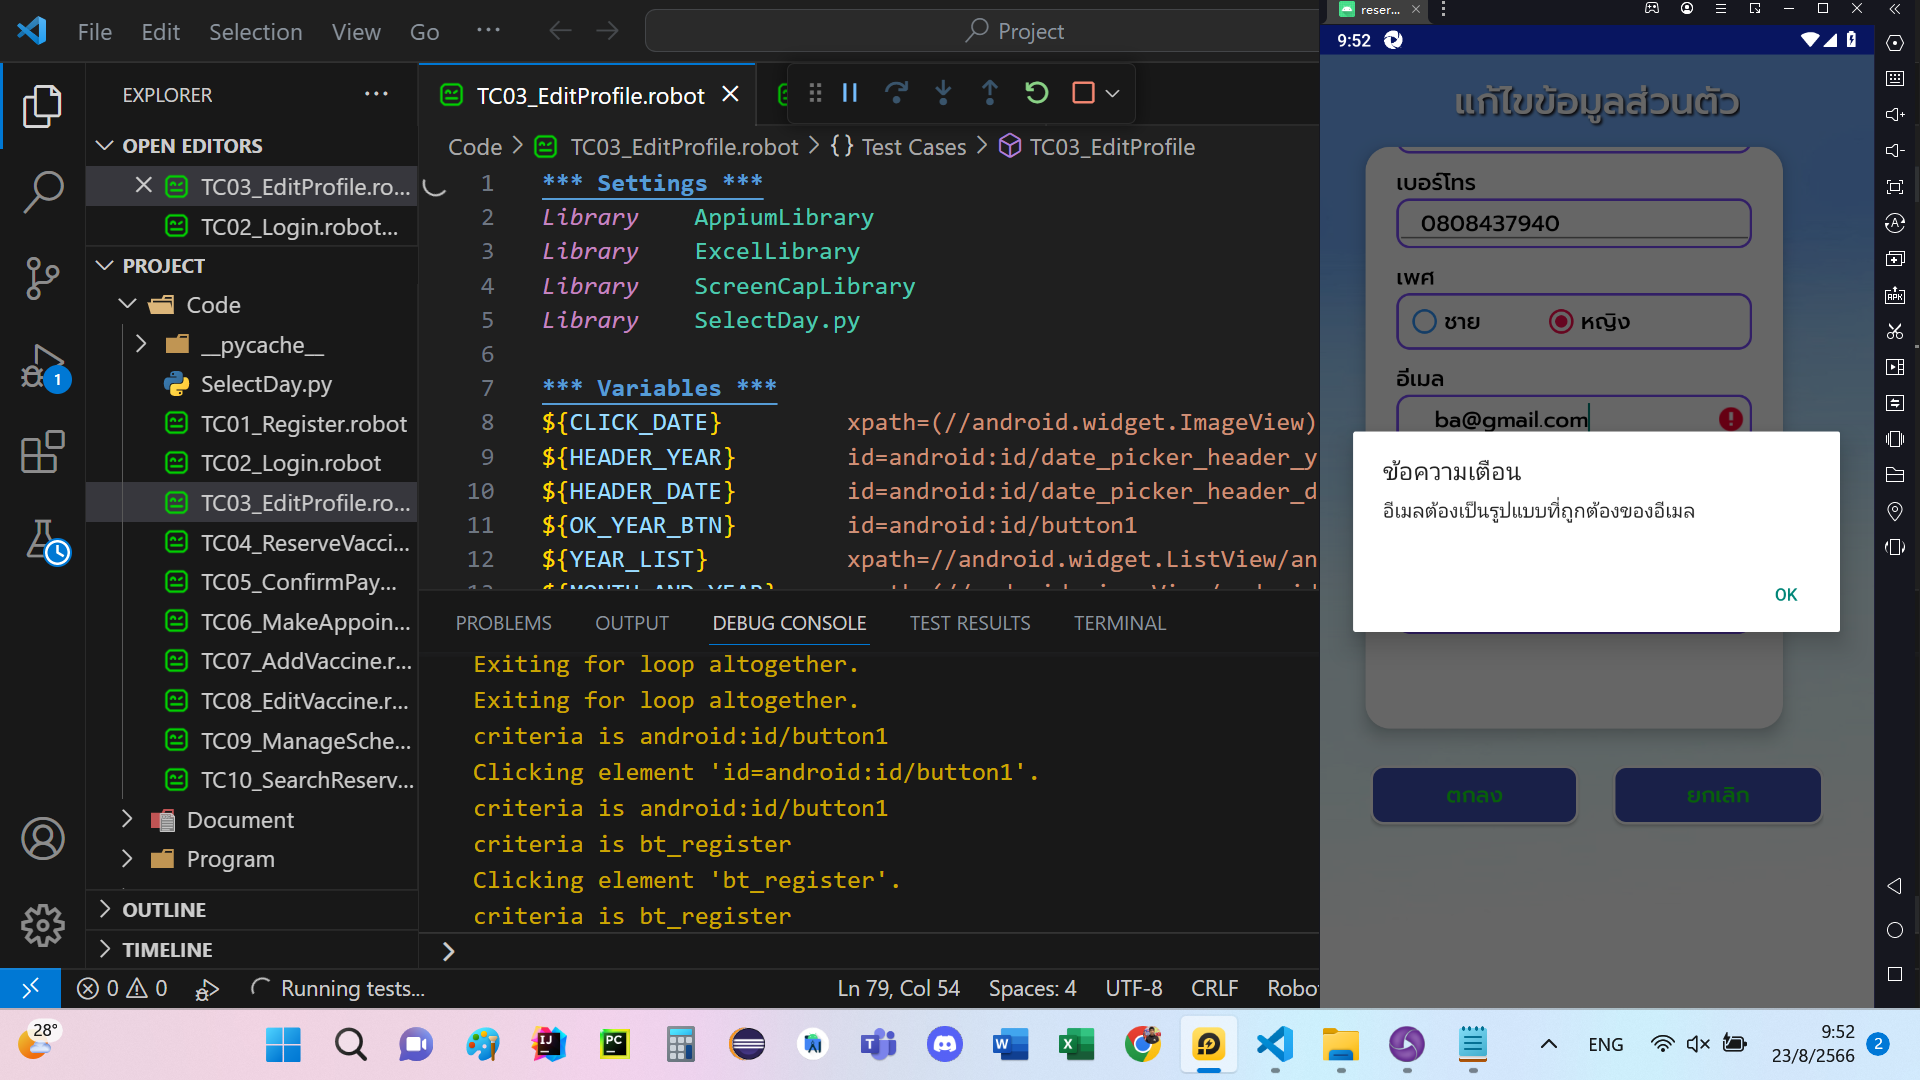 File Edit Selection View Go ··· Project
EXPLORER
OPEN EDITORS
TC03_EditProfile.ro...
TC02_Login.robot...
PROJECT
Code
__pycache__
SelectDay.py
TC01_Register.robot
TC02_Login.robot
TC03_EditProfile.ro...
TC04_ReserveVacci...
TC05_ConfirmPay...
TC06_MakeAppoin...
TC07_AddVaccine.r...
TC08_EditVaccine.r...
TC09_ManageSche...
TC10_SearchReserv...
Document
Program
OUTLINE
TIMELINE
1
TC03_EditProfile.robot
Code > TC03_EditProfile.robot > {} Test Cases > TC03_EditProfile
1 *** Settings ***
2 Library AppiumLibrary
3 Library ExcelLibrary
4 Library ScreenCapLibrary
5 Library SelectDay.py
6
7 *** Variables ***
8 ${CLICK_DATE} xpath=(//android.widget.ImageView)
9 ${HEADER_YEAR} id=android:id/date_picker_header_y
10 ${HEADER_DATE} id=android:id/date_picker_header_d
11 ${OK_YEAR_BTN} id=android:id/button1
12 ${YEAR_LIST} xpath=//android.widget.ListView/an
PROBLEMS OUTPUT DEBUG CONSOLE TEST RESULTS TERMINAL
Exiting for loop altogether.
Exiting for loop altogether.
criteria is android:id/button1
Clicking element 'id=android:id/button1'.
criteria is android:id/button1
criteria is bt_register
Clicking element 'bt_register'.
criteria is bt_register
0 0 Running tests... Ln 79, Col 54 Spaces: 4 UTF-8 CRLF Robo
reser...
9:52
แก้ไขข้อมูลส่วนตัว
เบอร์โทร
0808437940
เพศ
ชาย หญิง
อีเมล
ba@gmail.com
ข้อความเตือน
อีเมลต้องเป็นรูปแบบที่ถูกต้องของอีเมล
OK
ตกลง ยกเลิก
28°
ENG
9:52
23/8/2566
2